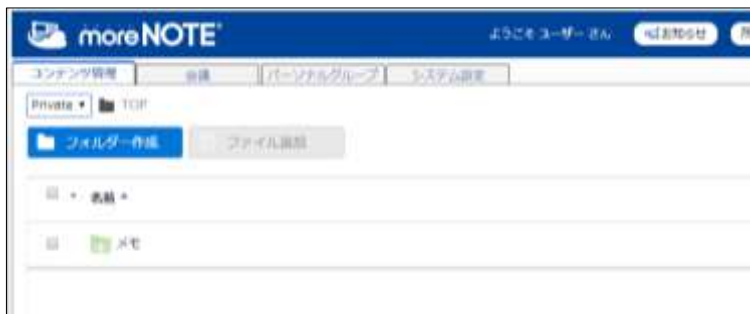 moreNOTE ようこそ ユーザー さん お知らせ
コンテンツ管理 会議 パーソナルグループ システム設定
Private TOP
フォルダー作成 ファイル追加
名前
メモ